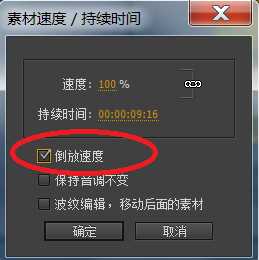 素材速度 / 持续时间
速度: 100 %
持续时间: 00:00:09:16
倒放速度
保持音调不变
波纹编辑，移动后面的素材
确定 取消